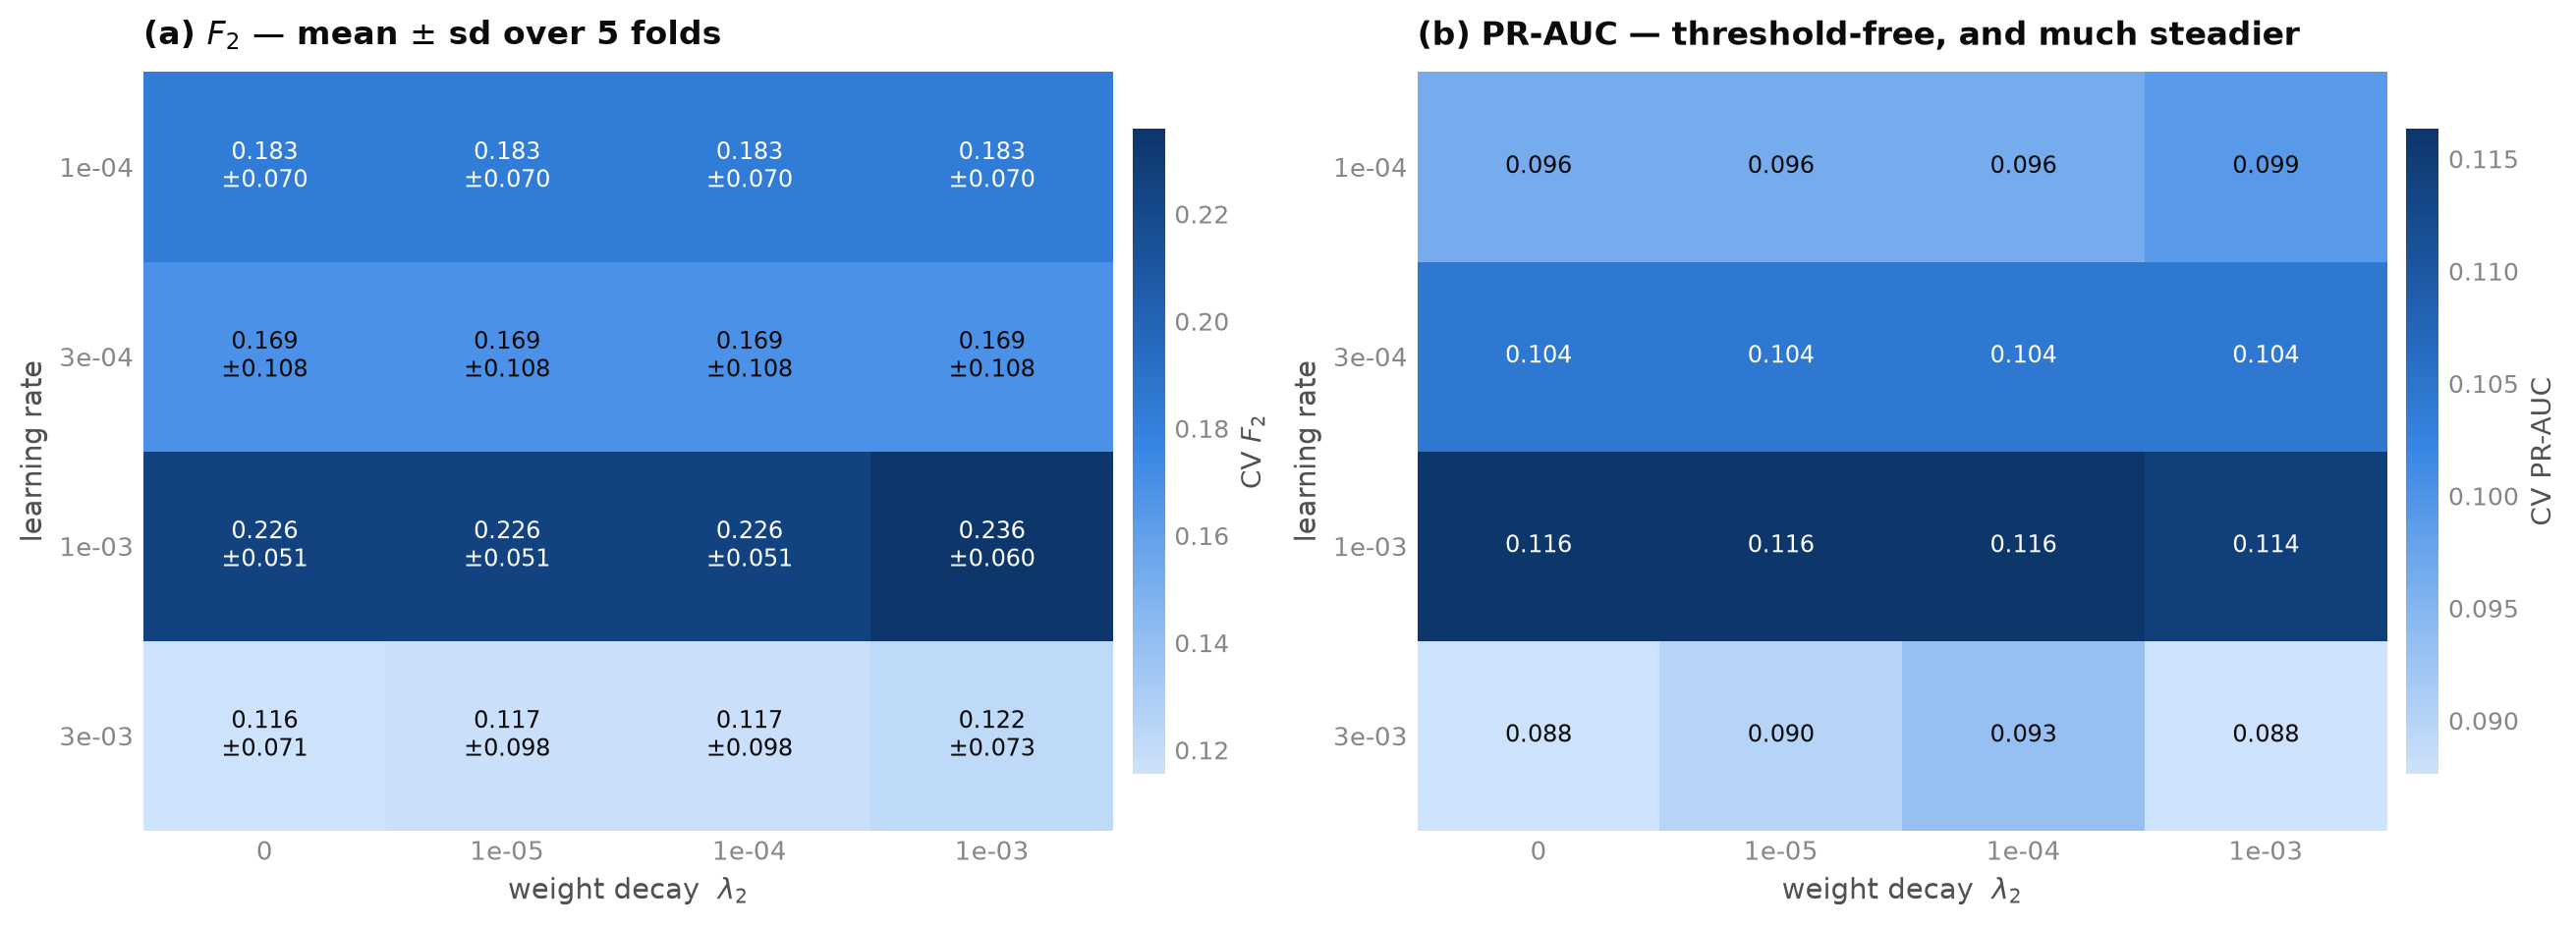 (a) F₂ — mean ± sd over 5 folds
learning rate
1e-04
3e-04
1e-03
3e-03
0.183 0.183 0.183 0.183
±0.070 ±0.070 ±0.070 ±0.070
0.169 0.169 0.169 0.169
±0.108 ±0.108 ±0.108 ±0.108
0.226 0.226 0.226 0.236
±0.051 ±0.051 ±0.051 ±0.060
0.116 0.117 0.117 0.122
±0.071 ±0.098 ±0.098 ±0.073
0 1e-05 1e-04 1e-03
weight decay λ₂
0.22
0.20
0.18
0.16
0.14
0.12
CV F₂
(b) PR-AUC — threshold-free, and much steadier
learning rate
1e-04
3e-04
1e-03
3e-03
0.096 0.096 0.096 0.099
0.104 0.104 0.104 0.104
0.116 0.116 0.116 0.114
0.088 0.090 0.093 0.088
0 1e-05 1e-04 1e-03
weight decay λ₂
0.115
0.110
0.105
0.100
0.095
0.090
CV PR-AUC